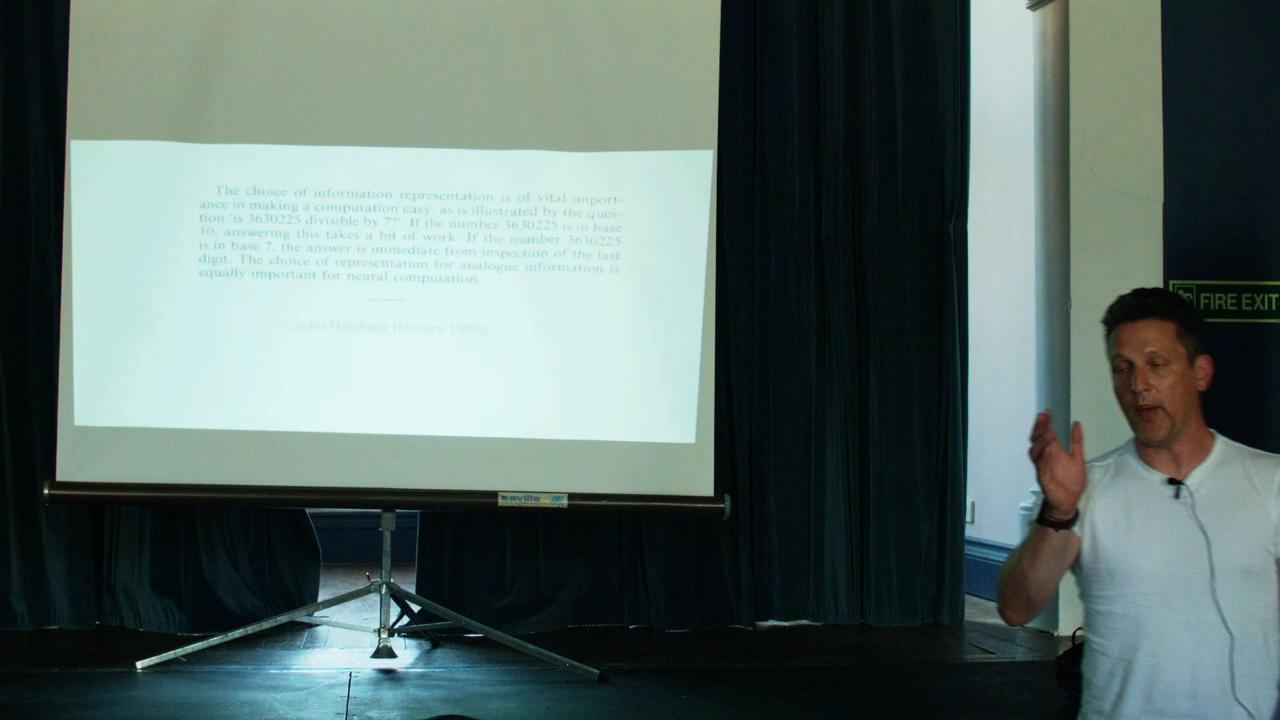 The choice of information representation is of vital import-
ance in making a computation easy, as is illustrated by the ques-
tion 'is 3630225 divisible by 7?' If the number 3630225 is in base
10, answering this takes a bit of work. If the number 3630225
is in base 7, the answer is immediate from inspection of the last
digit. The choice of representation for analogue information is
equally important for neural computation.
– John Hopfield (Nature 1995)
saville
FIRE EXIT